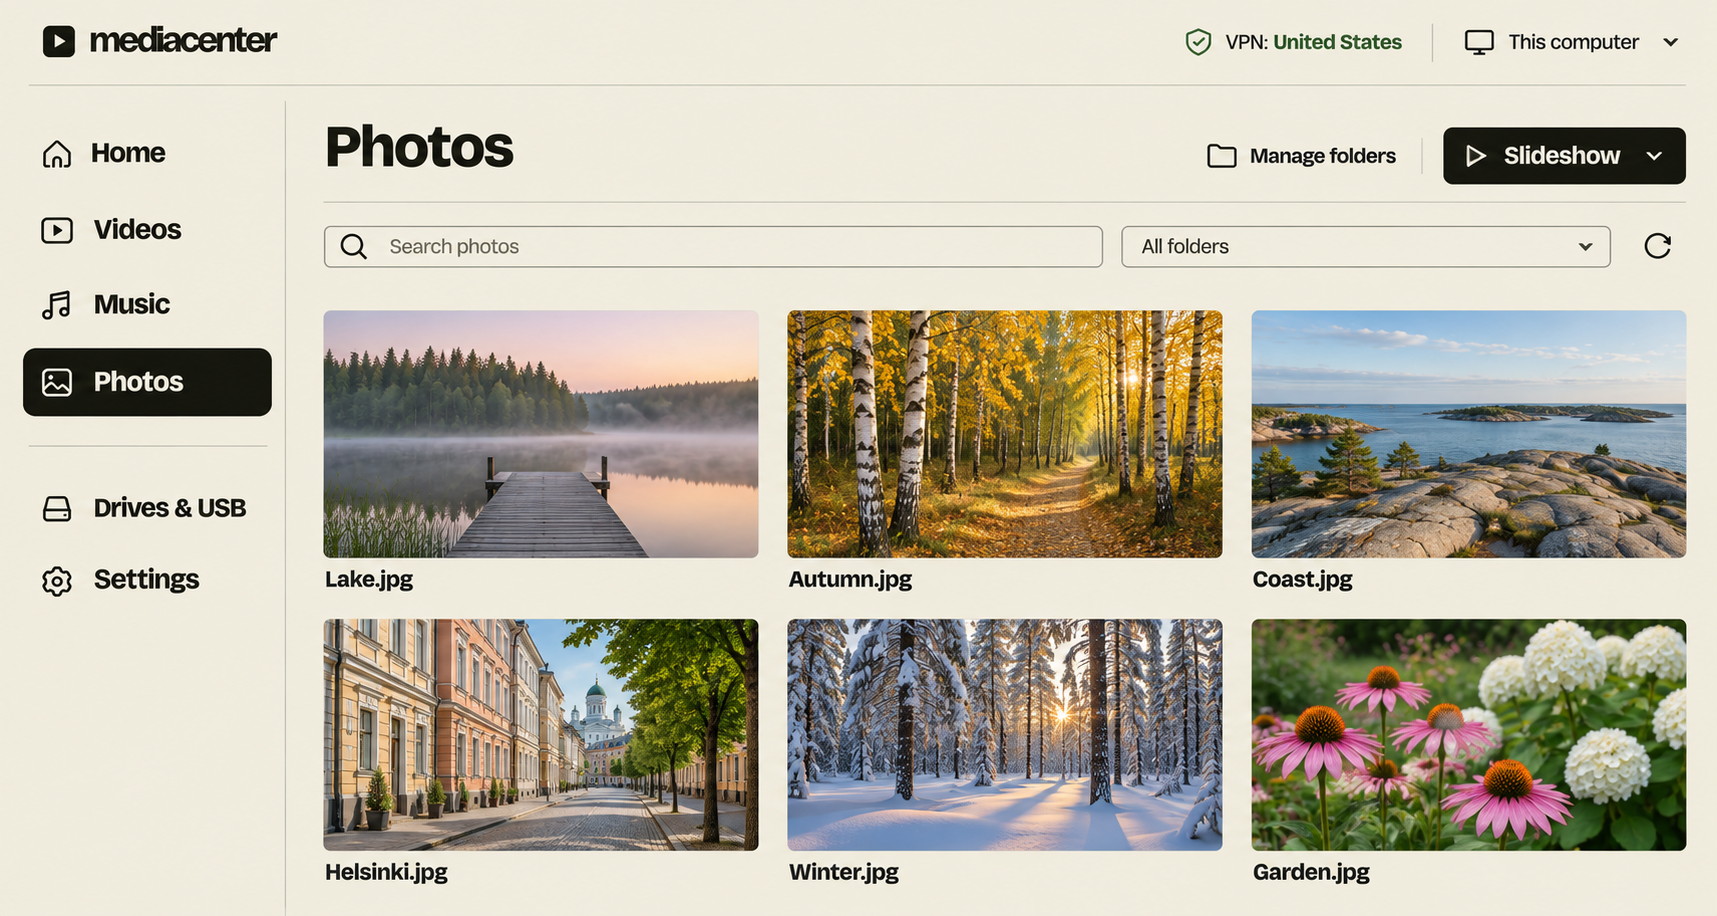 mediacenter
VPN: United States
This computer
Home
Videos
Music
Photos
Drives & USB
Settings
Photos
Manage folders
Slideshow
Search photos
All folders
Lake.jpg
Autumn.jpg
Coast.jpg
Helsinki.jpg
Winter.jpg
Garden.jpg